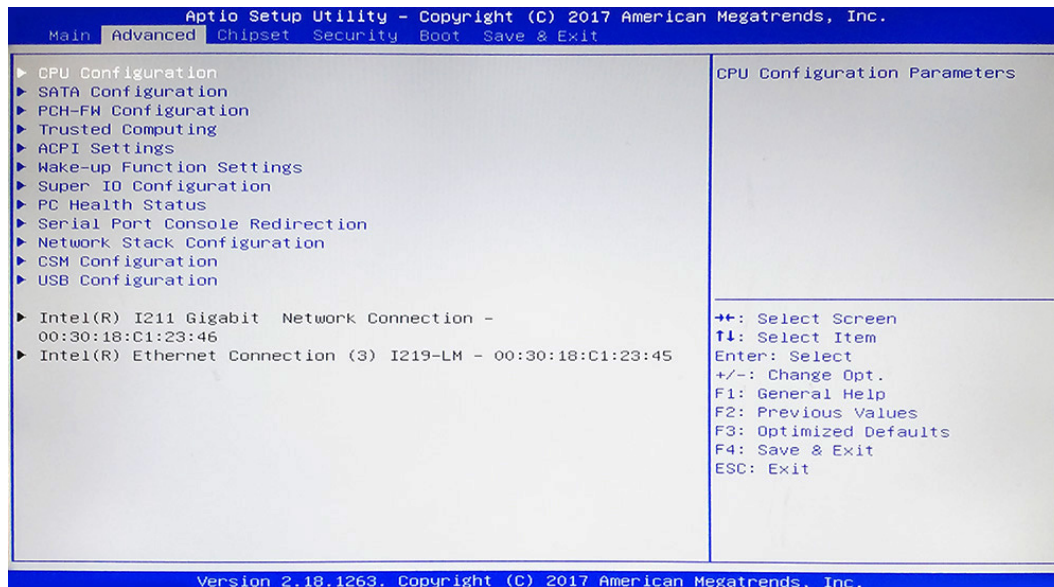 Aptio Setup Utility – Copyright (C) 2017 American Megatrends, Inc.
Main Advanced Chipset Security Boot Save & Exit
▶ CPU Configuration
▶ SATA Configuration
▶ PCH-FW Configuration
▶ Trusted Computing
▶ ACPI Settings
▶ Wake-up Function Settings
▶ Super IO Configuration
▶ PC Health Status
▶ Serial Port Console Redirection
▶ Network Stack Configuration
▶ CSM Configuration
▶ USB Configuration
▶ Intel(R) I211 Gigabit Network Connection –
00:30:18:C1:23:46
▶ Intel(R) Ethernet Connection (3) I219-LM – 00:30:18:C1:23:45
CPU Configuration Parameters
→←: Select Screen
↑↓: Select Item
Enter: Select
+/-: Change Opt.
F1: General Help
F2: Previous Values
F3: Optimized Defaults
F4: Save & Exit
ESC: Exit
Version 2.18.1263. Copyright (C) 2017 American Megatrends, Inc.